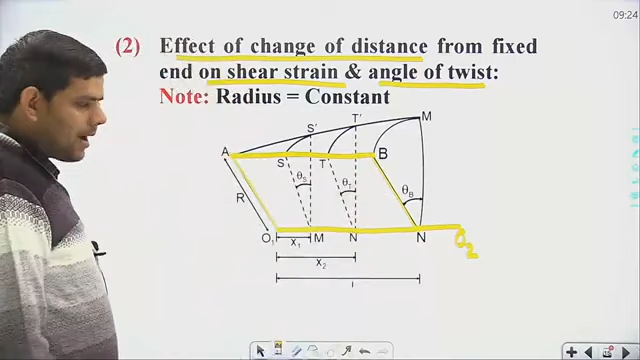 09:24
(2) Effect of change of distance from fixed
end on shear strain & angle of twist:
Note: Radius = Constant
S' T' M
A S T B
θS θT θB
R
O1 M N N O2
X1
X2